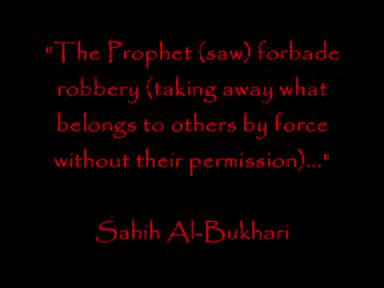 "The Prophet (saw) forbade
robbery (taking away what
belongs to others by force
without their permission)..."
Sahih Al-Bukhari